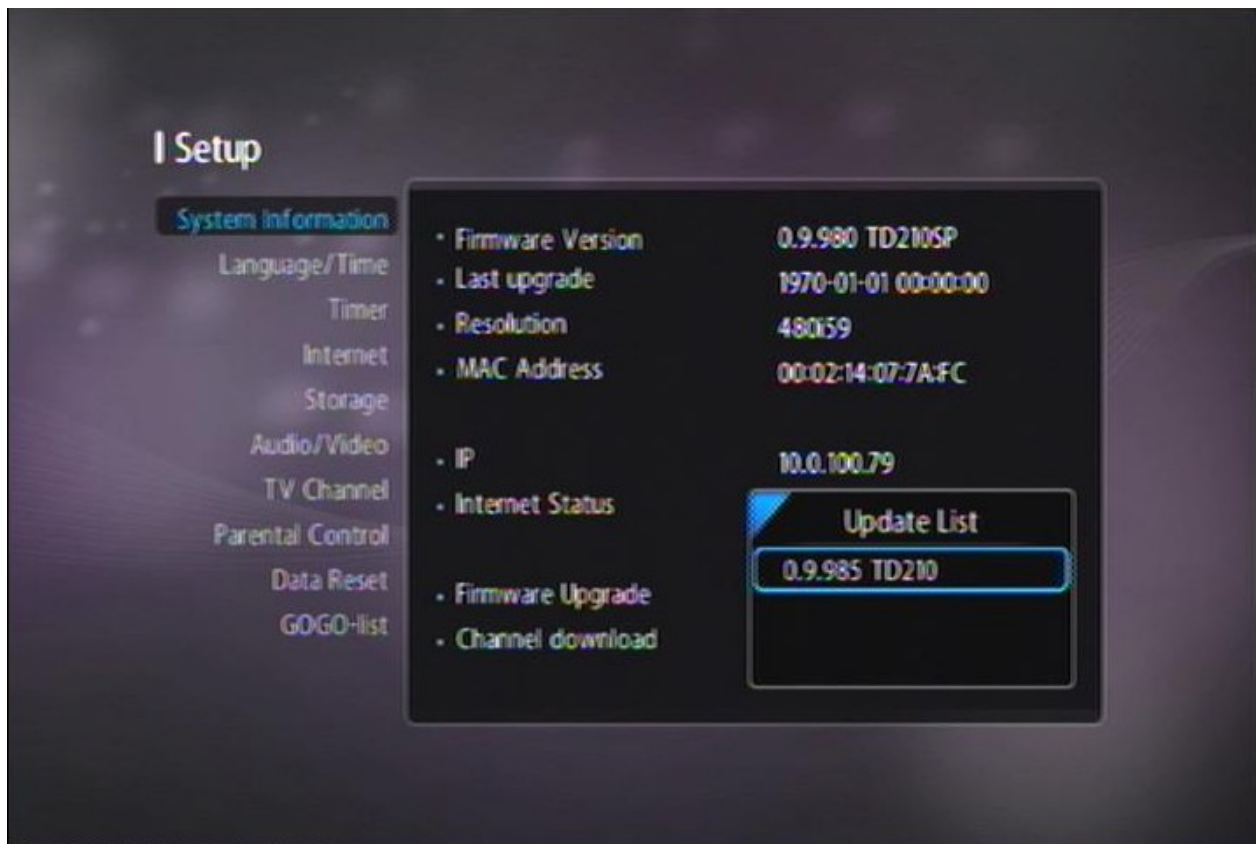 Setup
System Information
Language/Time
Timer
Internet
Storage
Audio/Video
TV Channel
Parental Control
Data Reset
GOGO-list
Firmware Version 0.9.980 TD210SP
Last upgrade 1970-01-01 00:00:00
Resolution 480i59
MAC Address 00:02:14:07:7A:FC
IP 10.0.100.79
Internet Status
Firmware Upgrade
Channel download
Update List
0.9.985 TD210